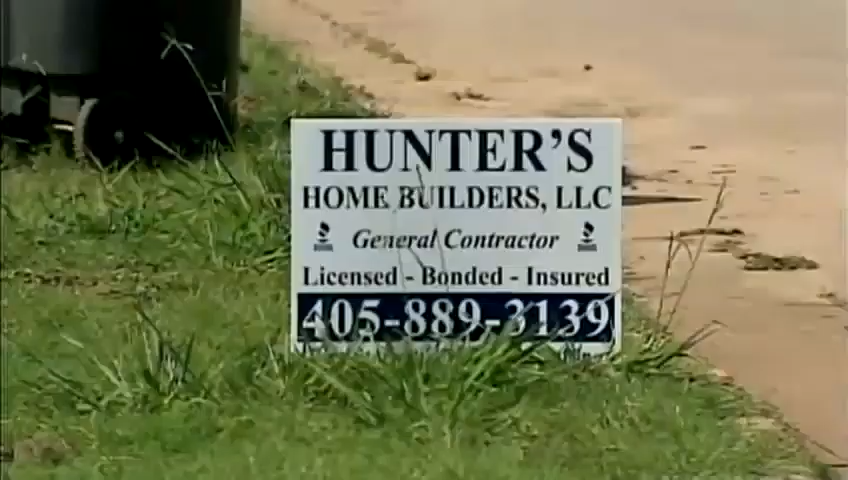 HUNTER'S
HOME BUILDERS, LLC
General Contractor
Licensed - Bonded - Insured
405-889-3139